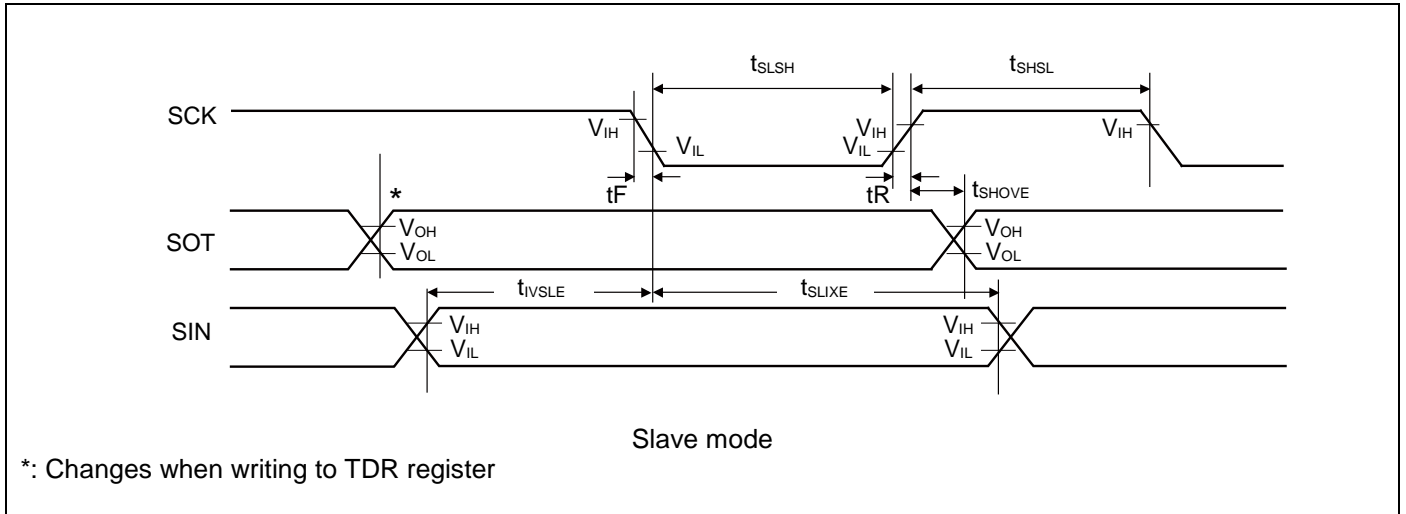 tSLSH tSHSL
SCK
VIH VIL VIH VIH
VIL
tF tR tSHOVE
*
SOT
VOH VOH
VOL VOL
tIVSLE tSLIXE
SIN
VIH VIH
VIL VIL
Slave mode
*: Changes when writing to TDR register